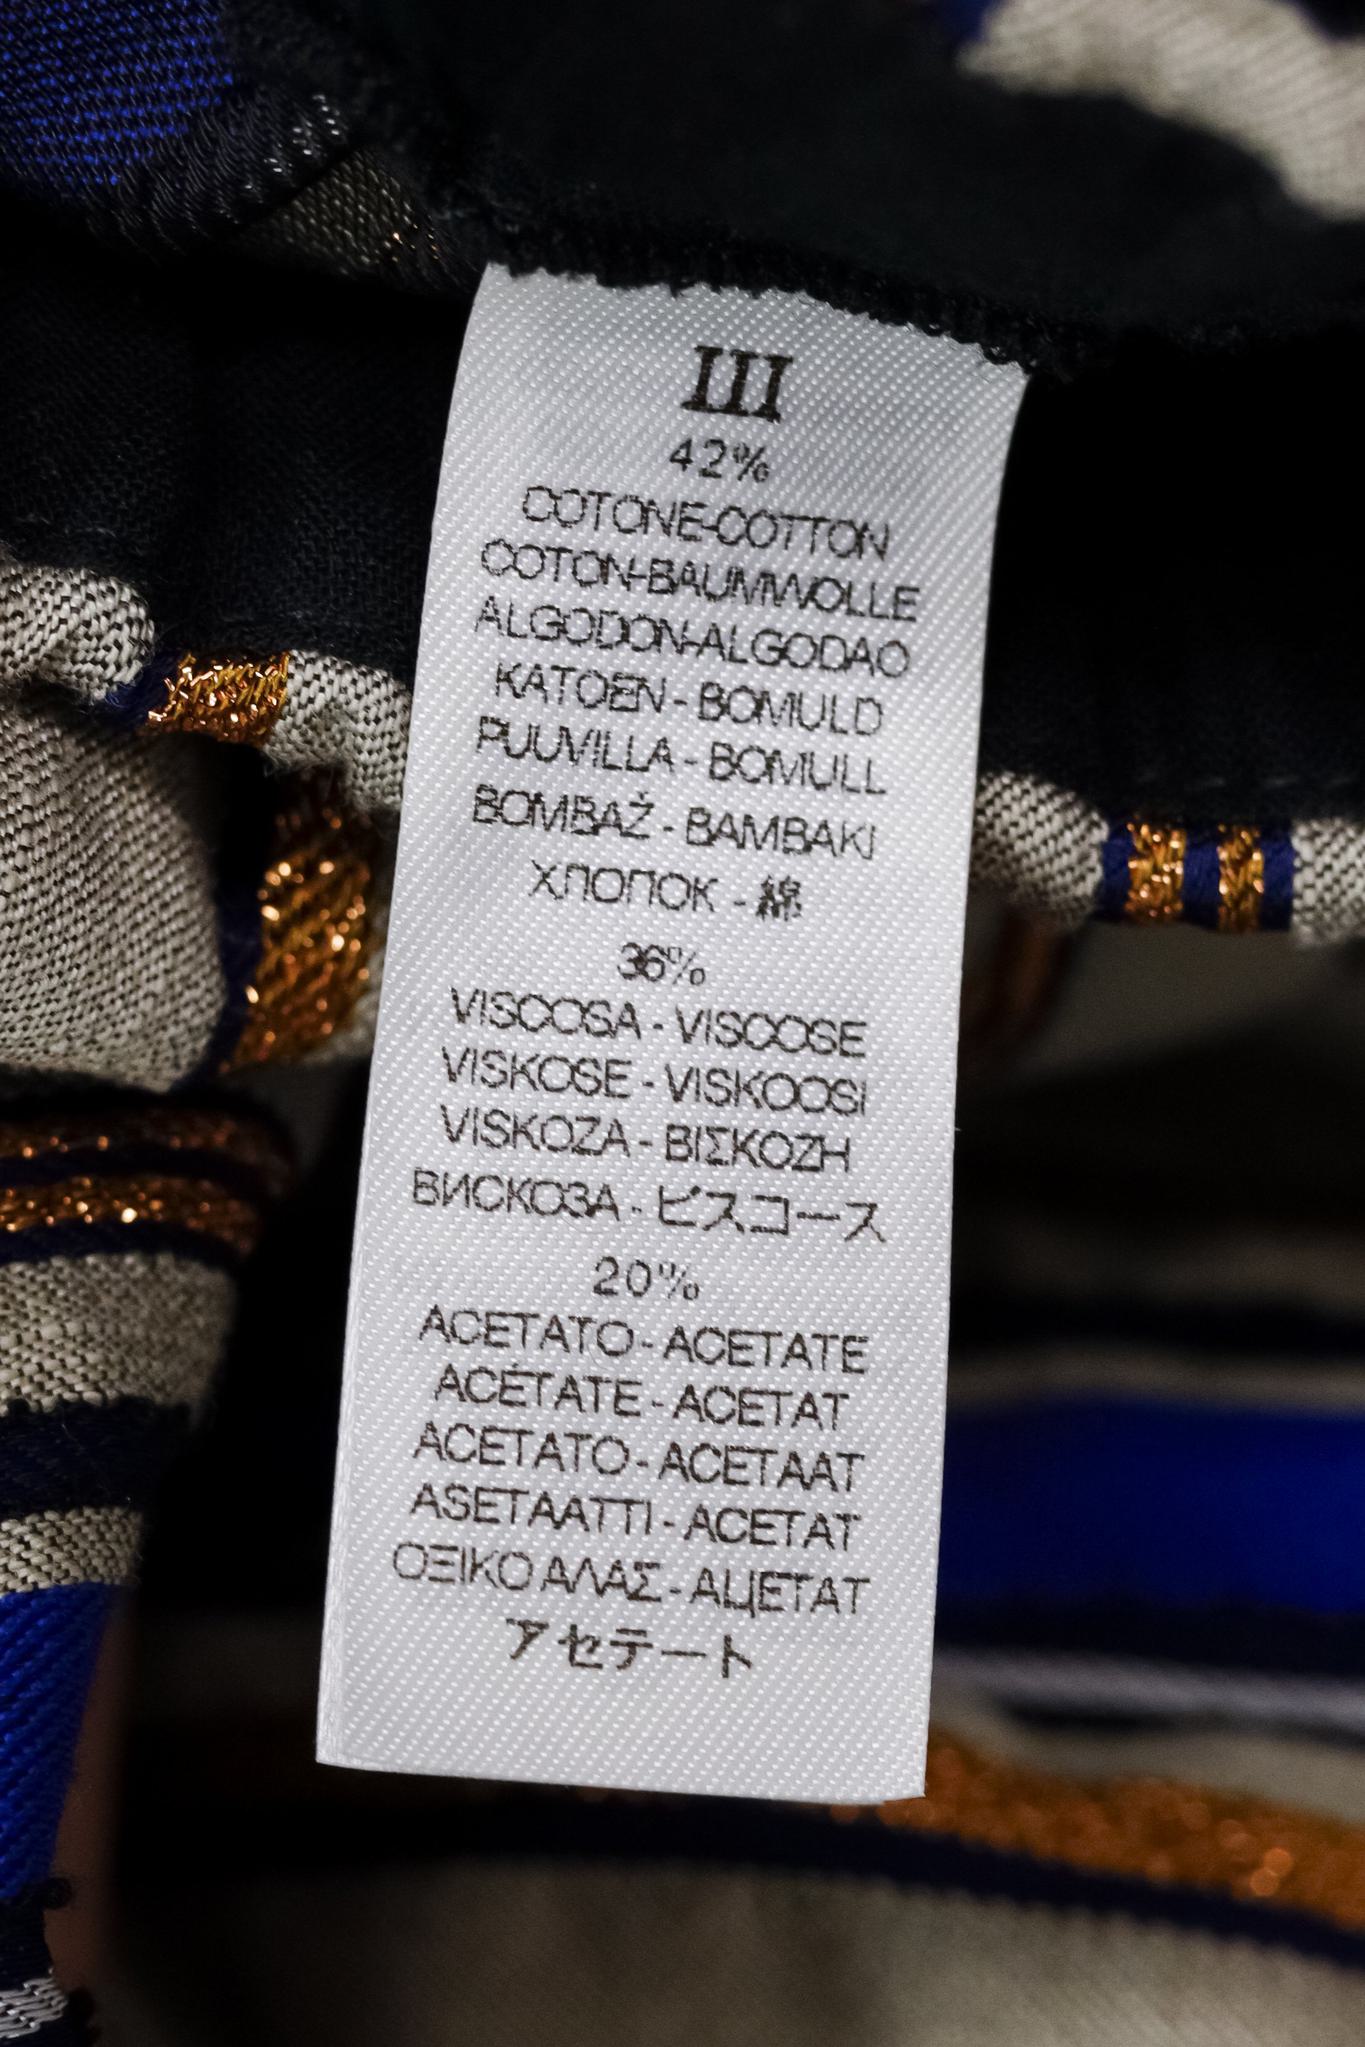 III
42%
COTONE-COTTON
COTON-BAUMWOLLE
ALGODON-ALGODAO
KATOEN - BOMULD
PUUVILLA - BOMULL
BOMBAŽ - BAMBAKI
ХΠΟΠΟΚ - 綿
36%
VISCOSA - VISCOSE
VISKOSE - VISKOOSI
VISKOZA - ΒΙΣΚΟΖΗ
ВИСКОЗА - ビスコース
20%
ACETATO - ACETATE
ACÉTATE - ACETAT
ACETATO - ACETAAT
ASETAATTI - ACETAT
ΟΞΙΚΟ ΑΛΑΣ - АЦЕТАТ
アセテート